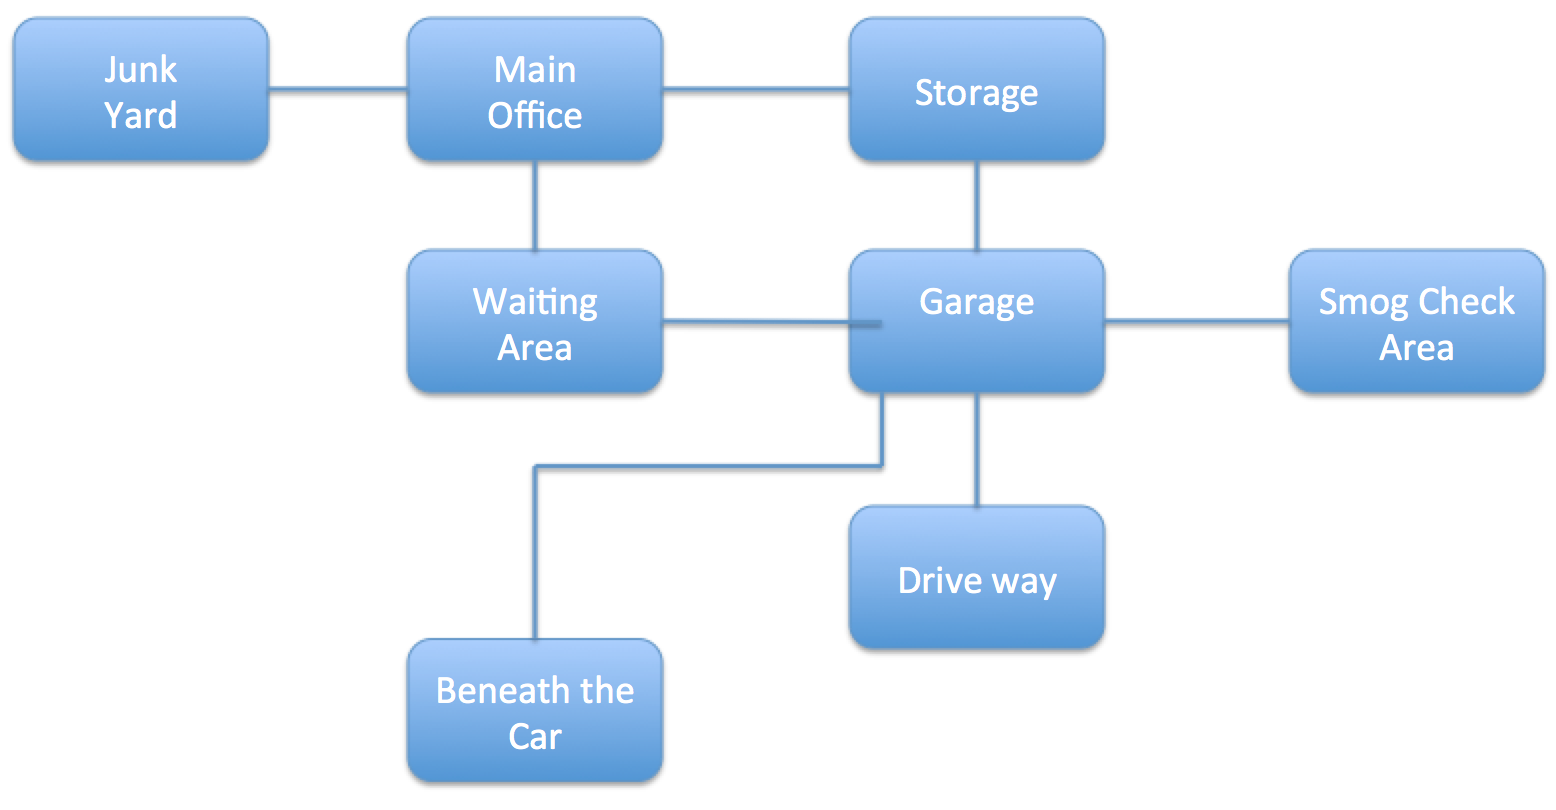 Junk
Yard
Main
Office
Storage
Waiting
Area
Garage
Smog Check
Area
Drive way
Beneath the
Car